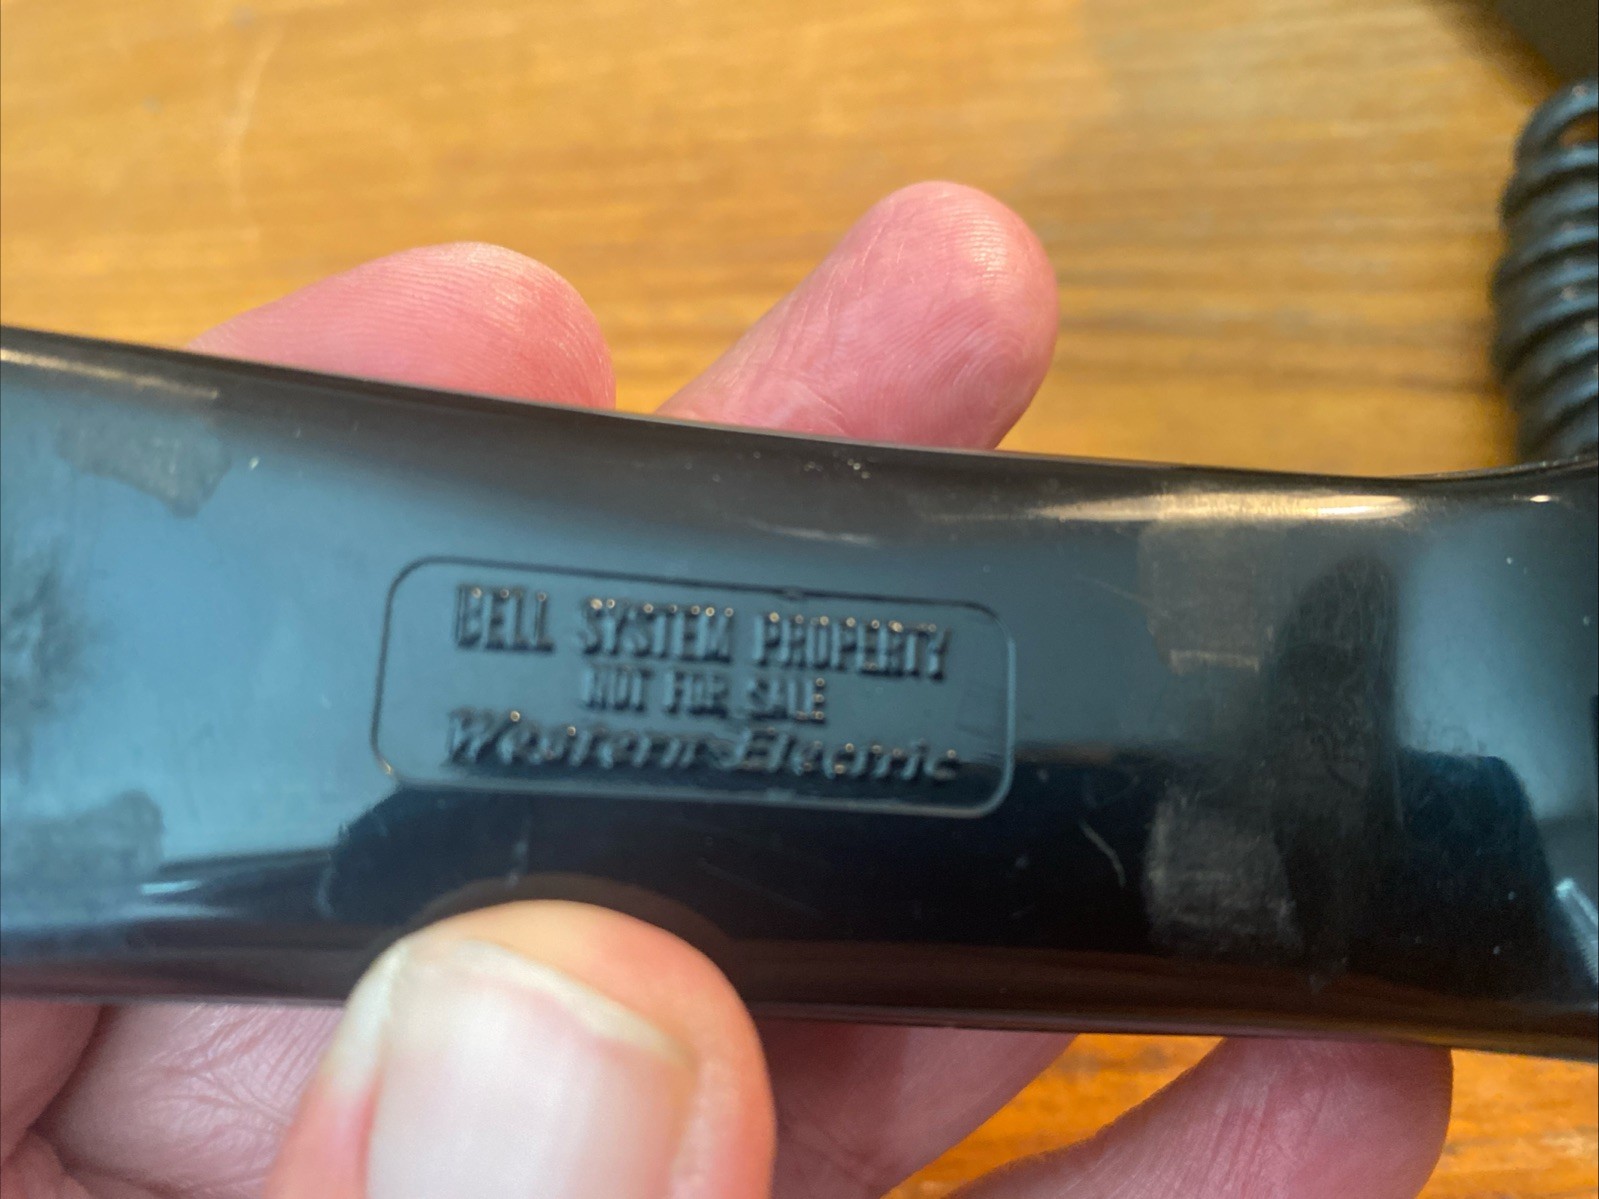 BELL SYSTEM PROPERTY
NOT FOR SALE
Western Electric